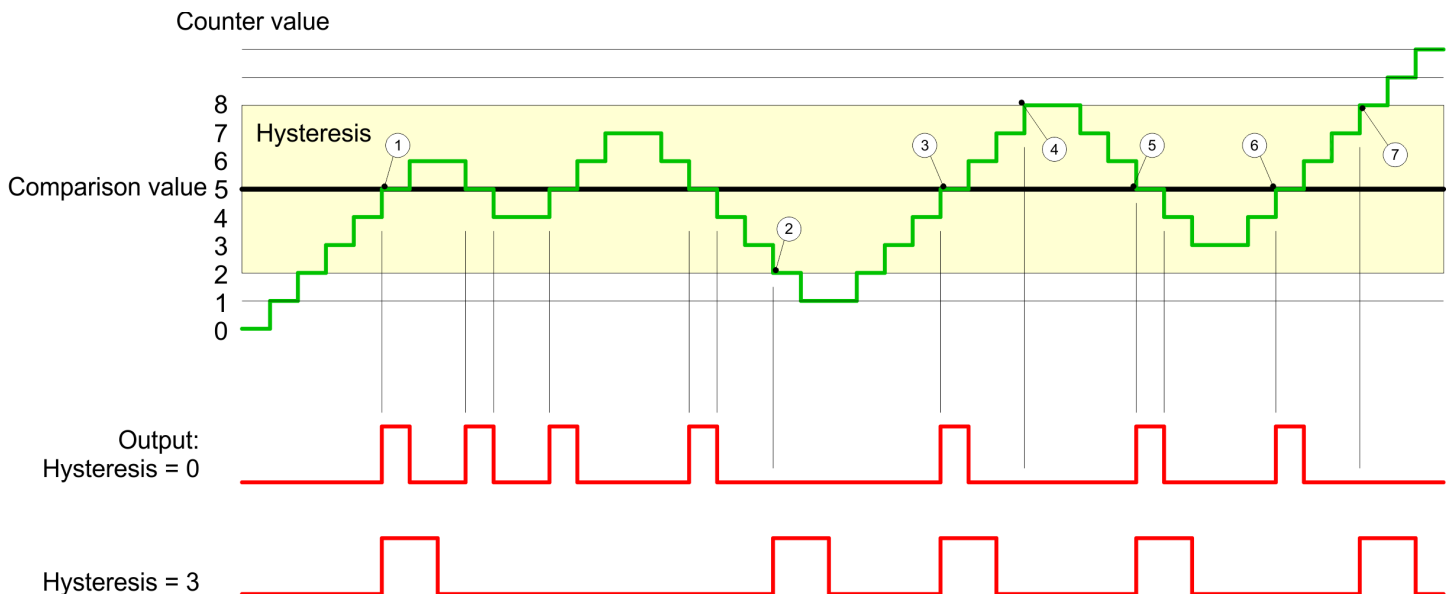 Counter value
8
7
Hysteresis
1
3
4
5
6
7
6
Comparison value 5
4
3
2
2
1
0
Output:
Hysteresis = 0
Hysteresis = 3